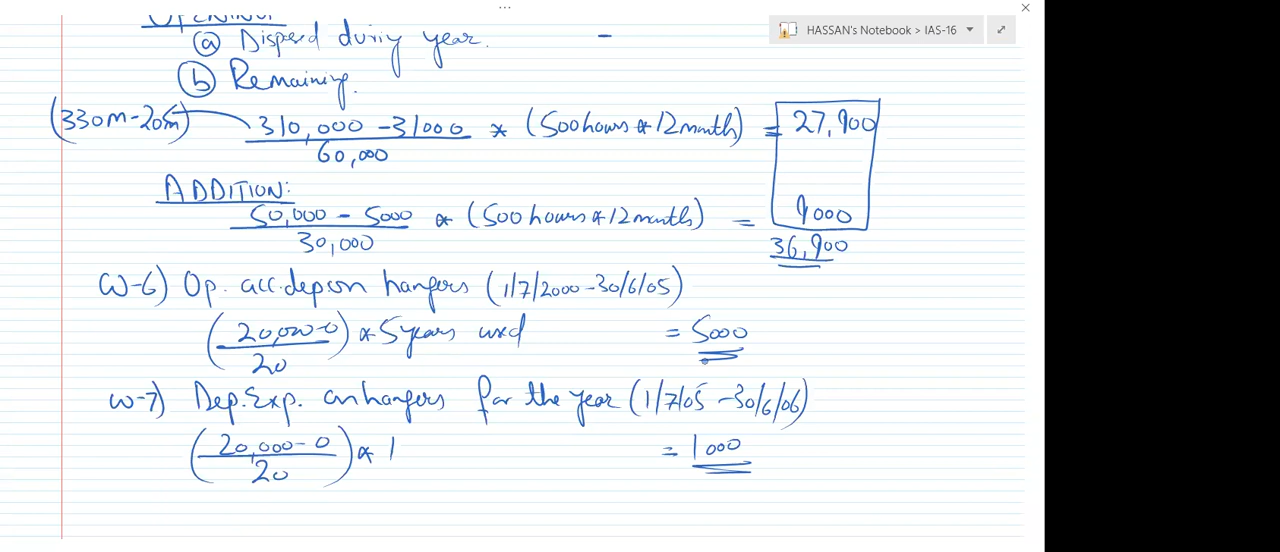 OPENING:
HASSAN's Notebook > IAS-16
(a) Disposed during year. –
(b) Remaining.
(330m-20m) 310,000 - 31000 / 60,000 * (500 hours * 12 month) = 27,900
ADDITION:
50,000 - 5000 / 30,000 * (500 hours * 12 month) = 9000
36,900
W-6) Op. acc. dep on hangers (1/7/2000 - 30/6/05)
(20,000-0 / 20) * 5 years used = 5000
W-7) Dep. Exp. on hangers for the year (1/7/05 - 30/6/06)
(20,000-0 / 20) * 1 = 1000